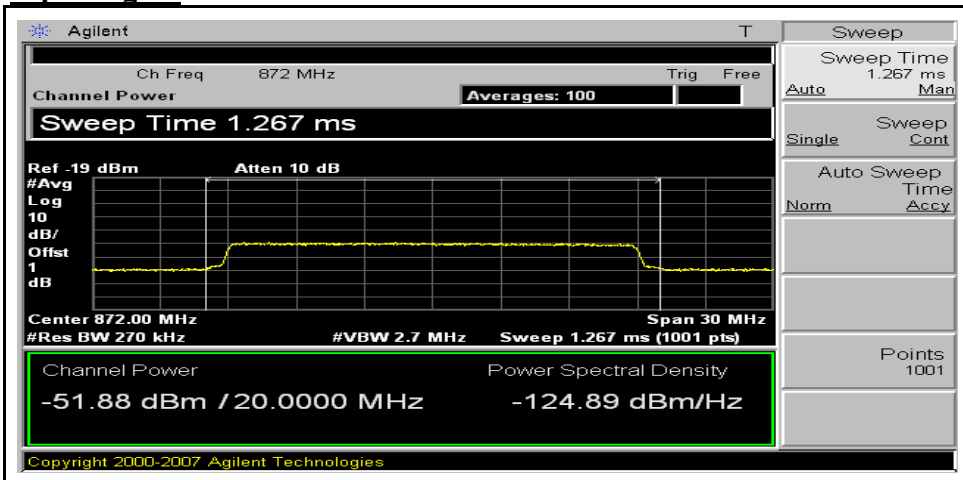 Agilent T
Ch Freq 872 MHz Trig Free
Channel Power Averages: 100
Sweep Time 1.267 ms
Ref -19 dBm Atten 10 dB
#Avg
Log
10
dB/
Offst
1
dB
Center 872.00 MHz Span 30 MHz
#Res BW 270 kHz #VBW 2.7 MHz Sweep 1.267 ms (1001 pts)
Channel Power Power Spectral Density
-51.88 dBm / 20.0000 MHz -124.89 dBm/Hz
Copyright 2000-2007 Agilent Technologies
Sweep
Sweep Time
1.267 ms
Auto Man
Sweep
Single Cont
Auto Sweep
Time
Norm Accy
Points
1001